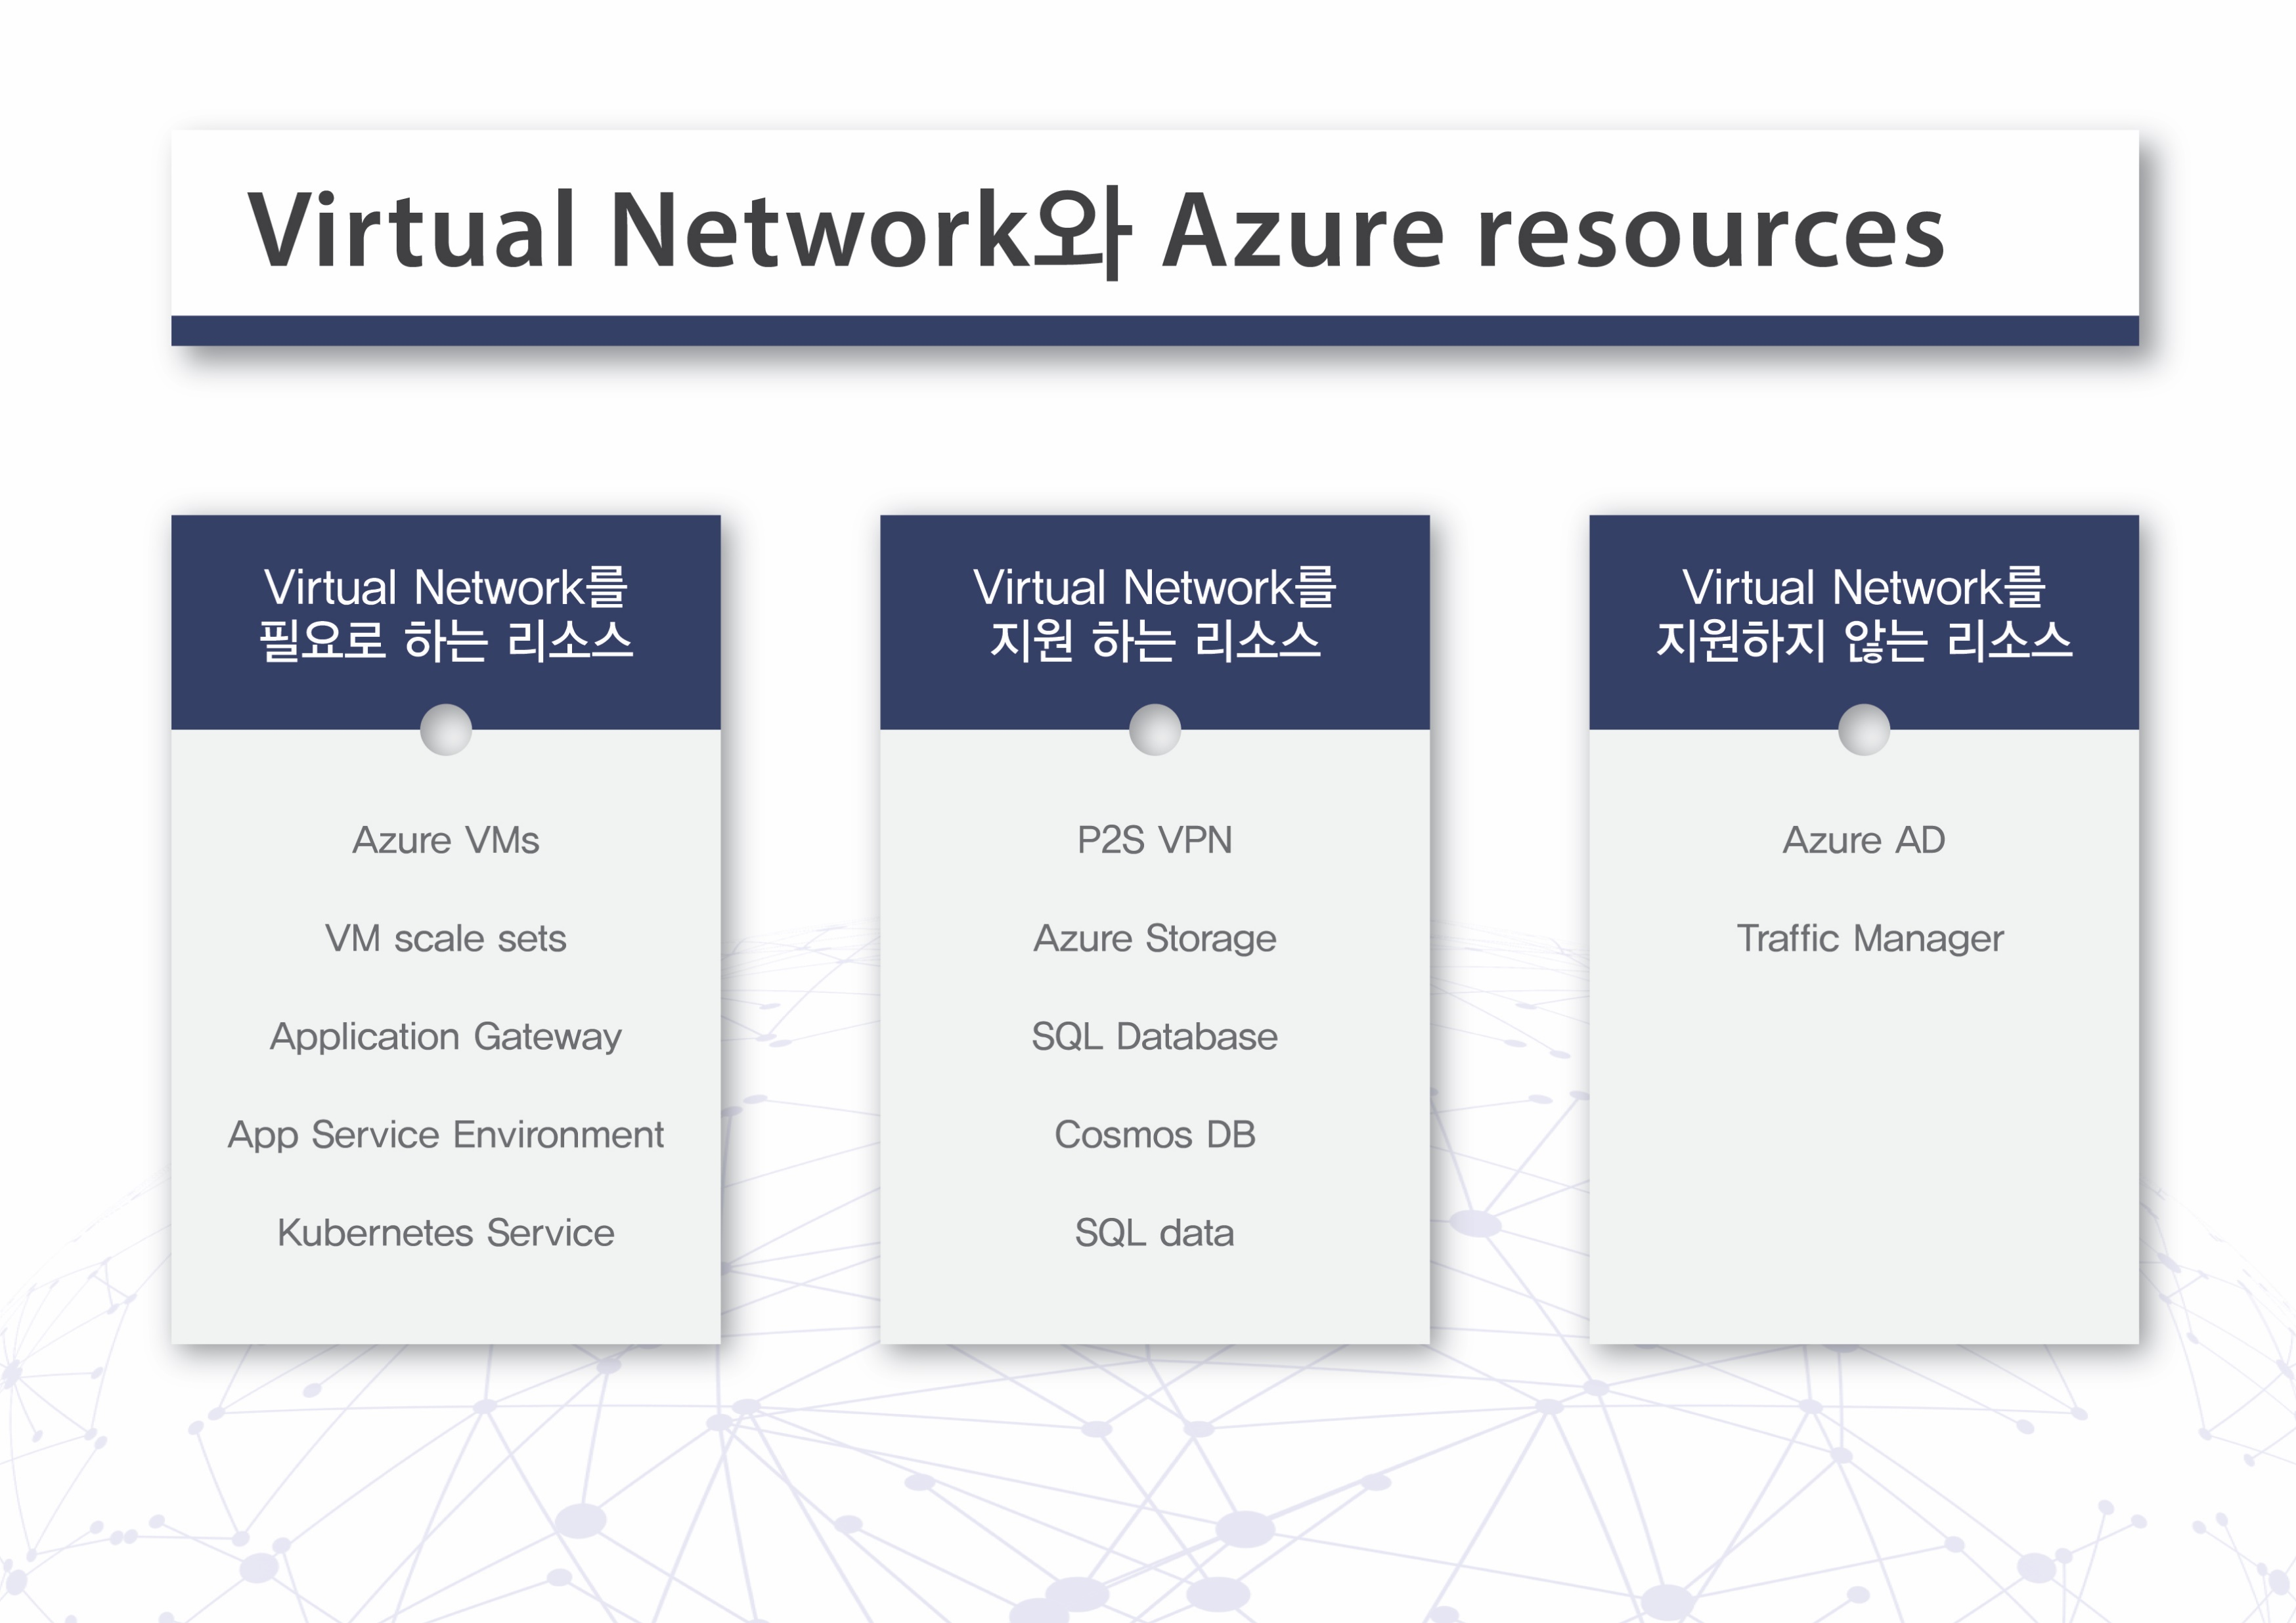 Virtual Network와 Azure resources
Virtual Network를
필요로 하는 리소스
Azure VMs
VM scale sets
Application Gateway
App Service Environment
Kubernetes Service
Virtual Network를
지원 하는 리소스
P2S VPN
Azure Storage
SQL Database
Cosmos DB
SQL data
Virtual Network를
지원하지 않는 리소스
Azure AD
Traffic Manager